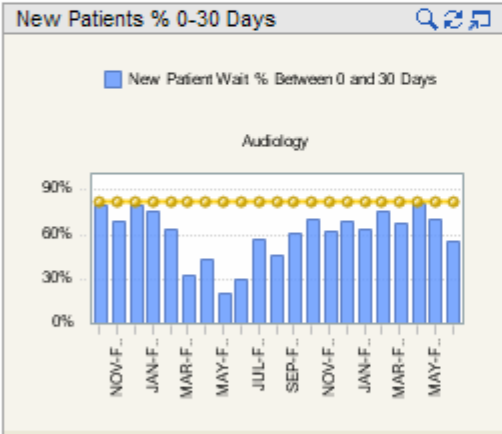 New Patients % 0-30 Days
New Patient Wait % Between 0 and 30 Days
Audiology
90%
60%
30%
0%
NOV-F...
JAN-F...
MAR-F...
MAY-F...
JUL-F...
SEP-F...
NOV-F...
JAN-F...
MAR-F...
MAY-F...